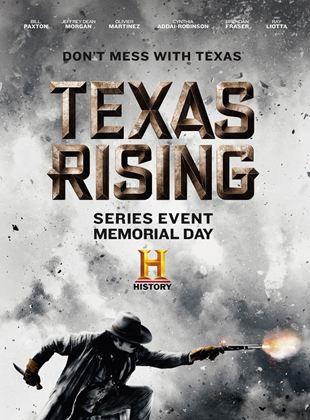 BILL PAXTON JEFFREY DEAN MORGAN OLIVIER MARTINEZ CYNTHIA ADDAI-ROBINSON BRENDAN FRASER RAY LIOTTA
DON'T MESS WITH TEXAS
TEXAS
RISING
SERIES EVENT
MEMORIAL DAY
H
HISTORY